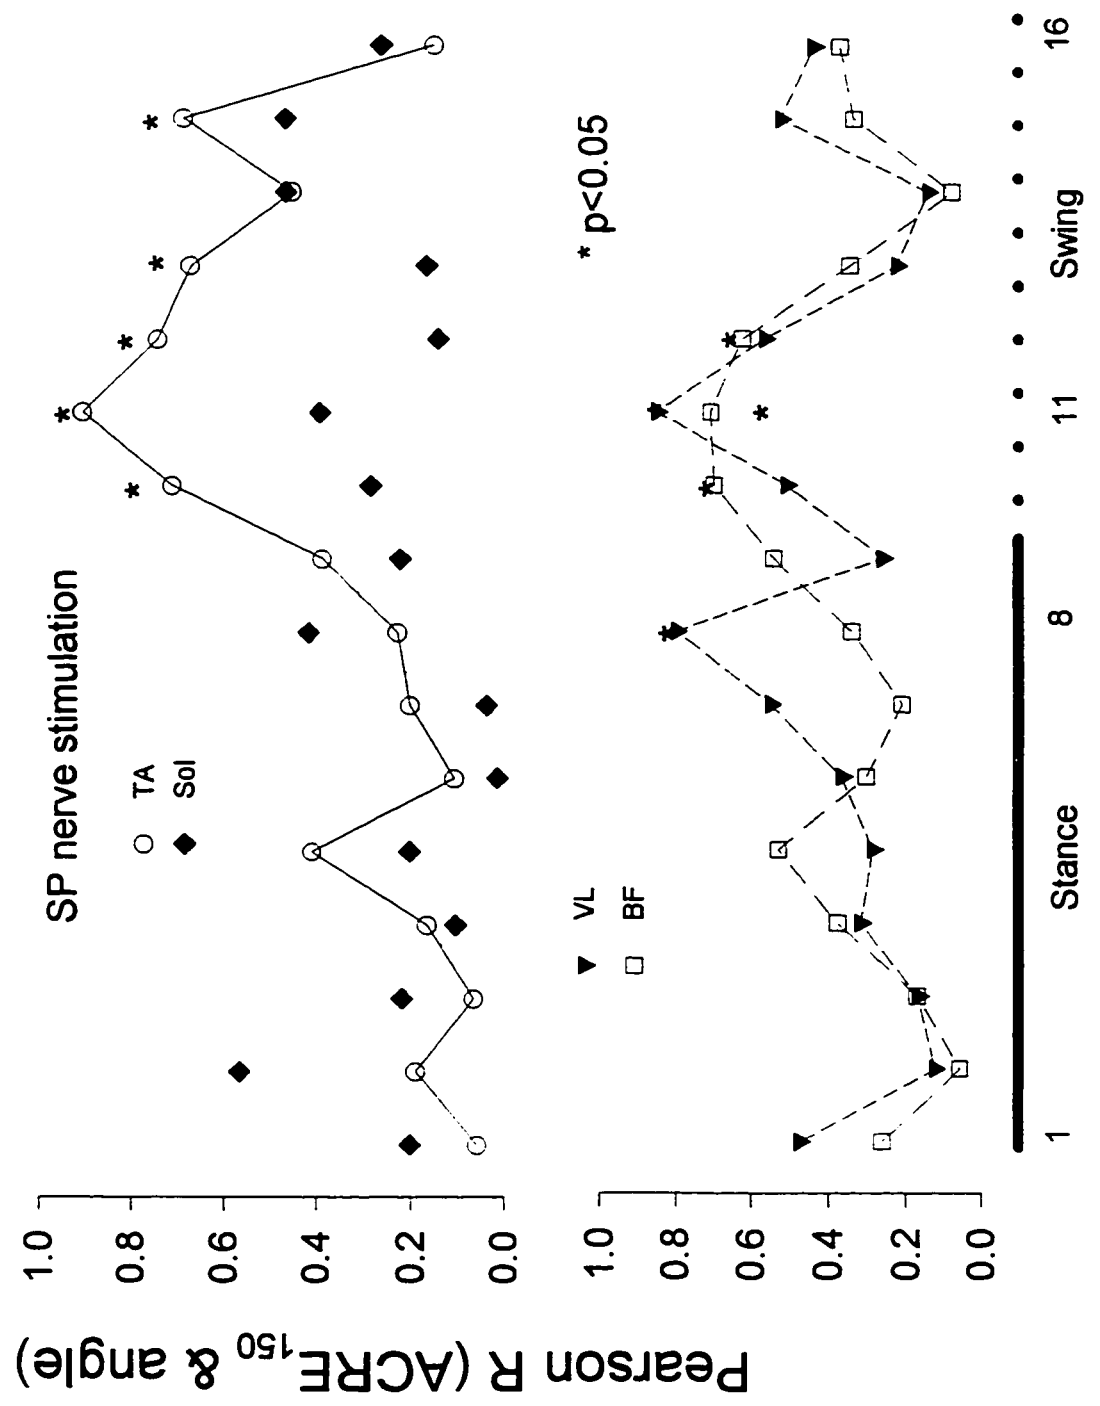 Pearson R (ACRE150 & angle)
SP nerve stimulation
TA
Sol
1.0
0.8
0.6
0.4
0.2
0.0
*
*
*
*
*
VL
BF
* p<0.05
1.0
0.8
0.6
0.4
0.2
0.0
*
*
*
*
*
1
Stance
8
11
Swing
16